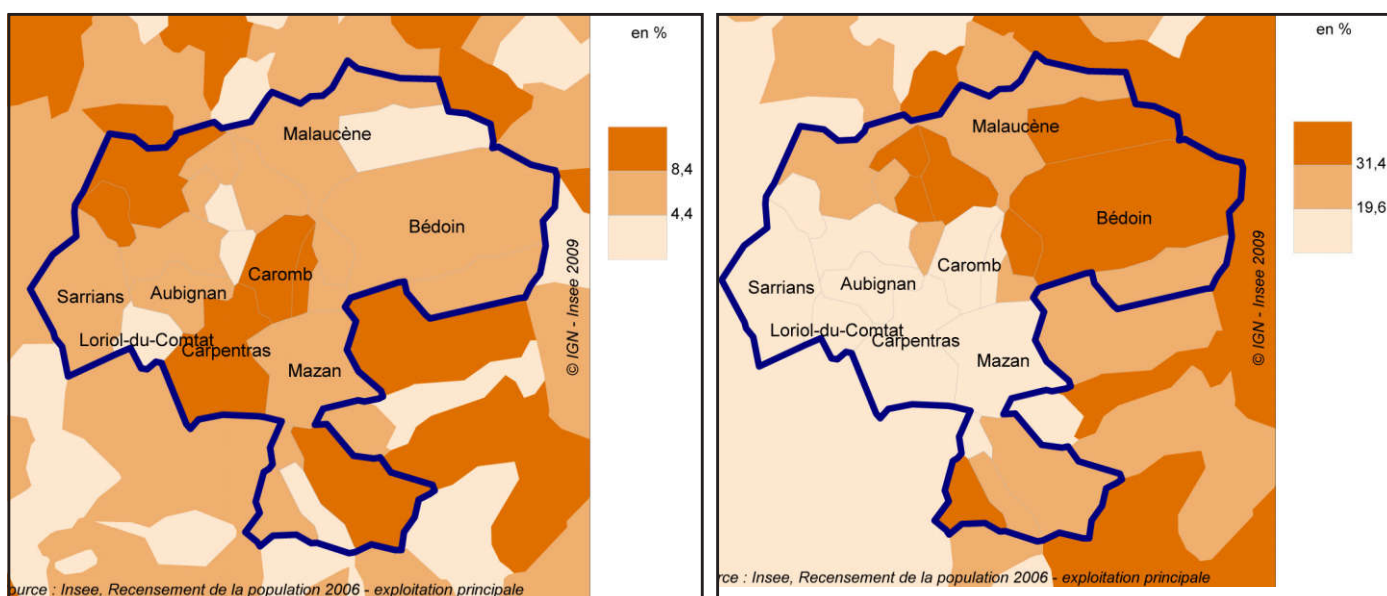 en %
8,4
4,4
Malaucène
Bédoin
Caromb
Sarrians
Aubignan
Loriol-du-Comtat
Carpentras
Mazan
© IGN - Insee 2009
ource : Insee, Recensement de la population 2006 - exploitation principale
en %
31,4
19,6
Malaucène
Bédoin
Caromb
Sarrians
Aubignan
Loriol-du-Comtat
Carpentras
Mazan
© IGN - Insee 2009
rce : Insee, Recensement de la population 2006 - exploitation principale